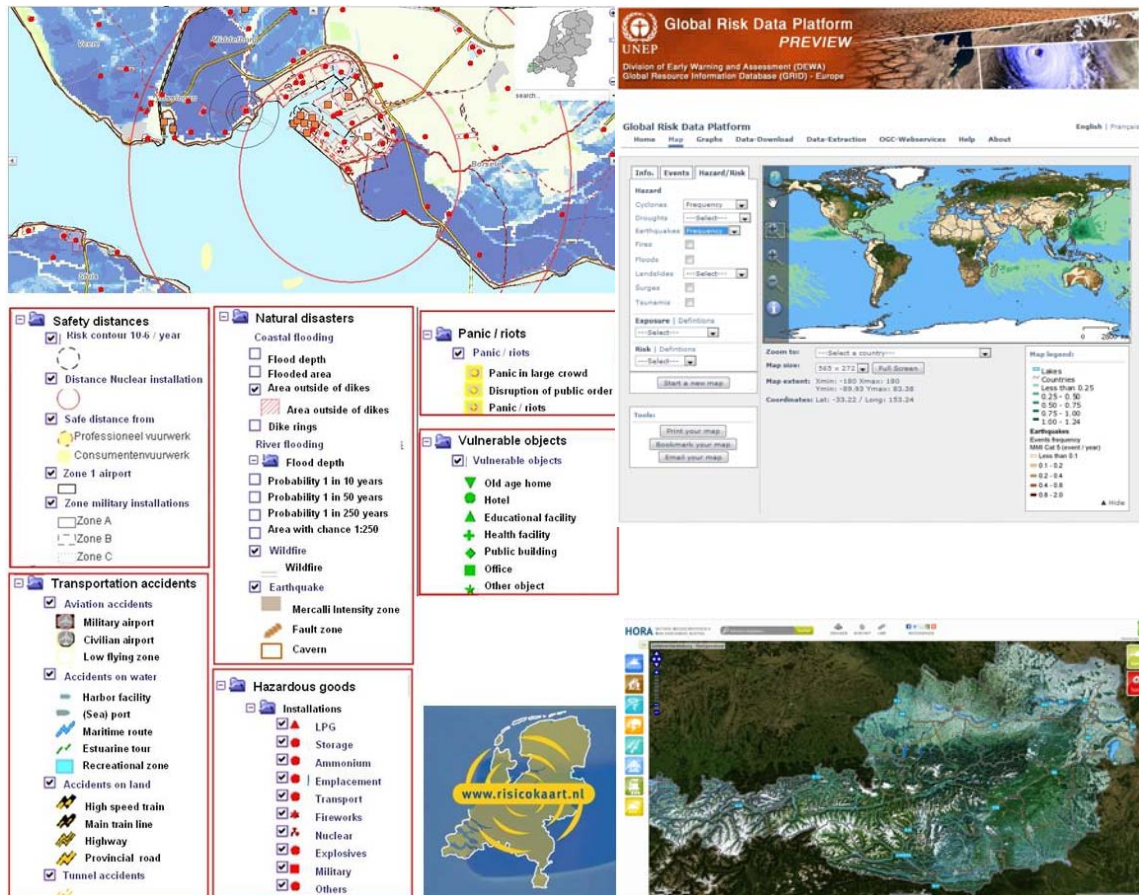 Veere
Middelburg
search...
Borsele
Sluis
Safety distances
Risk contour 10-6 / year
Distance Nuclear installation
Safe distance from
Professioneel vuurwerk
Consumentenvuurwerk
Zone 1 airport
Zone military installations
Zone A
Zone B
Zone C
Transportation accidents
Aviation accidents
Military airport
Civilian airport
Low flying zone
Accidents on water
Harbor facility
(Sea) port
Maritime route
Estuarine tour
Recreational zone
Accidents on land
High speed train
Main train line
Highway
Provincial road
Tunnel accidents
Natural disasters
Coastal flooding
Flood depth
Flooded area
Area outside of dikes
Area outside of dikes
Dike rings
River flooding
Flood depth
Probability 1 in 10 years
Probability 1 in 50 years
Probability 1 in 250 years
Area with chance 1:250
Wildfire
Wildfire
Earthquake
Mercalli Intensity zone
Fault zone
Cavern
Hazardous goods
Installations
LPG
Storage
Ammonium
Emplacement
Transport
Fireworks
Nuclear
Explosives
Military
Others
Panic / riots
Panic / riots
Panic in large crowd
Disruption of public order
Panic / riots
Vulnerable objects
Vulnerable objects
Old age home
Hotel
Educational facility
Health facility
Public building
Office
Other object
www.risicokaart.nl
UNEP
Global Risk Data Platform
PREVIEW
Division of Early Warning and Assessment (DEWA)
Global Resource Information Database (GRID) - Europe
Global Risk Data Platform
English | Français
Home Map Graphs Data-Download Data-Extraction OGC-Webservices Help About
Info. Events Hazard/Risk
Hazard
Cyclones Frequency
Droughts ---Select---
Earthquakes Frequency
Fires
Floods
Landslides ---Select---
Surges
Tsunamis
Exposure | Definitions
---Select---
Risk | Definitions
---Select---
Start a new map
Tools:
Print your map
Bookmark your map
Email your map
0 2500 km
Zoom to: ---Select a country---
Map size: 565 x 272 Full Screen
Map extent: Xmin: -180 Xmax: 180
Ymin: -89.93 Ymax: 83.38
Coordinates: Lat: -33.22 / Long: 153.24
Map legend:
Lakes
Countries
Less than 0.25
0.25 - 0.50
0.50 - 0.75
0.75 - 1.00
1.00 - 1.24
Earthquakes
Events frequency
MMI Cat 5 (event / year)
Less than 0.1
0.1 - 0.2
0.2 - 0.4
0.4 - 0.8
0.8 - 2.0
Hide
HORA